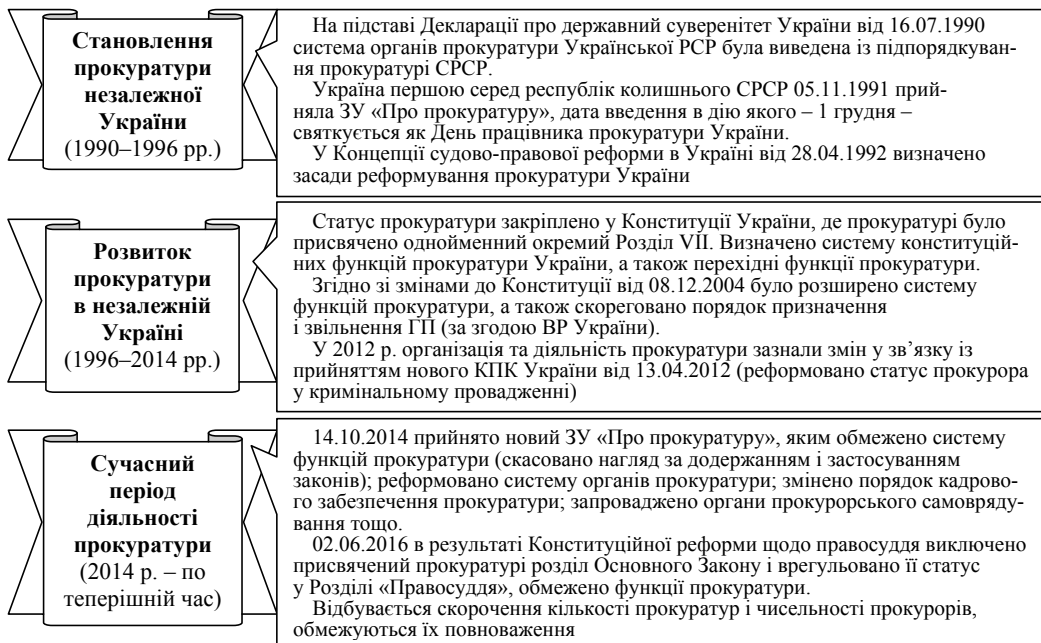 Становлення
прокуратури
незалежної
України
(1990–1996 рр.)
На підставі Декларації про державний суверенітет України від 16.07.1990
система органів прокуратури Української РСР була виведена із підпорядкуван-
ня прокуратурі СРСР.
Україна першою серед республік колишнього СРСР 05.11.1991 прий-
няла ЗУ «Про прокуратуру», дата введення в дію якого – 1 грудня –
святкується як День працівника прокуратури України.
У Концепції судово-правової реформи в Україні від 28.04.1992 визначено
засади реформування прокуратури України
Розвиток
прокуратури
в незалежній
Україні
(1996–2014 рр.)
Статус прокуратури закріплено у Конституції України, де прокуратурі було
присвячено однойменний окремий Розділ VII. Визначено систему конституцій-
них функцій прокуратури України, а також перехідні функції прокуратури.
Згідно зі змінами до Конституції від 08.12.2004 було розширено систему
функцій прокуратури, а також скореговано порядок призначення
і звільнення ГП (за згодою ВР України).
У 2012 р. організація та діяльність прокуратури зазнали змін у зв’язку із
прийняттям нового КПК України від 13.04.2012 (реформовано статус прокурора
у кримінальному провадженні)
Сучасний
період
діяльності
прокуратури
(2014 р. – по
теперішній час)
14.10.2014 прийнято новий ЗУ «Про прокуратуру», яким обмежено систему
функцій прокуратури (скасовано нагляд за додержанням і застосуванням
законів); реформовано систему органів прокуратури; змінено порядок кадрово-
го забезпечення прокуратури; запроваджено органи прокурорського самовряду-
вання тощо.
02.06.2016 в результаті Конституційної реформи щодо правосуддя виключено
присвячений прокуратурі розділ Основного Закону і врегульовано її статус
у Розділі «Правосуддя», обмежено функції прокуратури.
Відбувається скорочення кількості прокуратур і чисельності прокурорів,
обмежуються їх повноваження